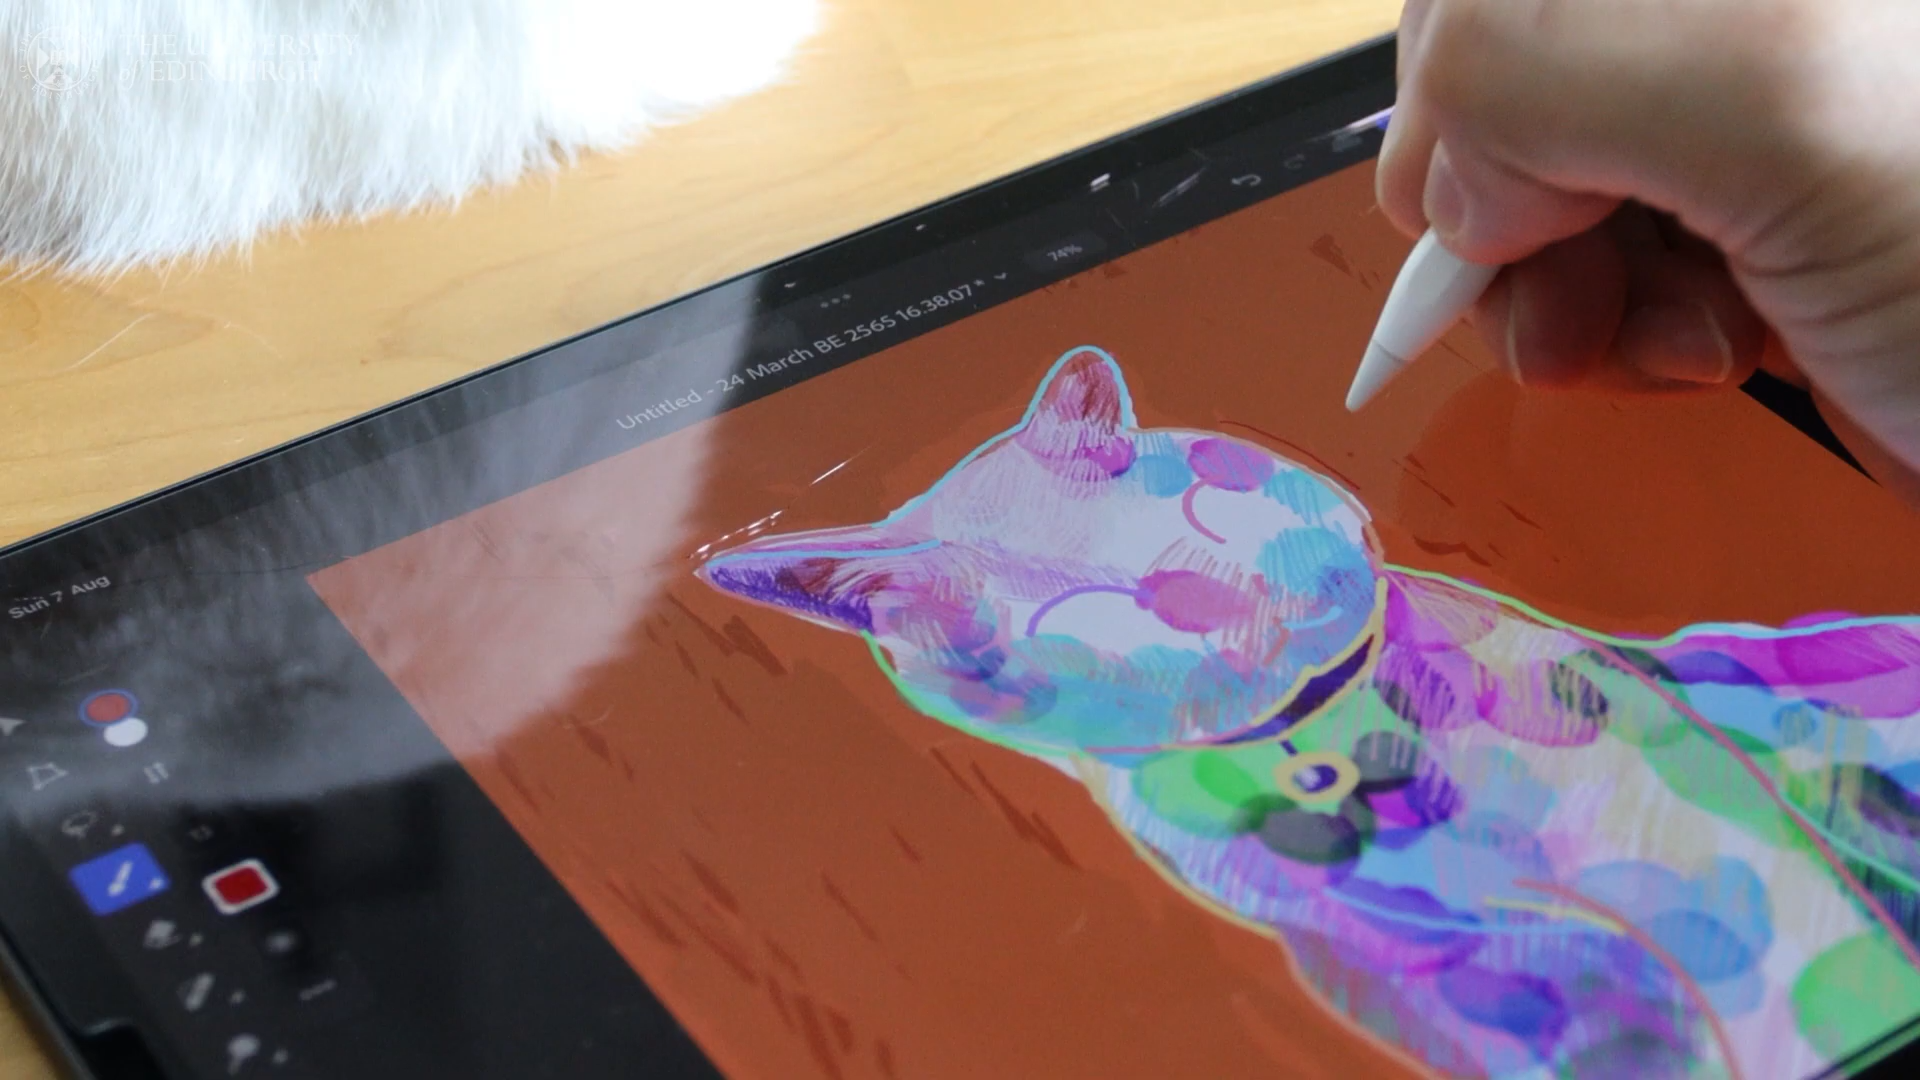 THE UNIVERSITY
of EDINBURGH
74%
Untitled - 24 March BE 2565 16.38.07*
Sun 7 Aug